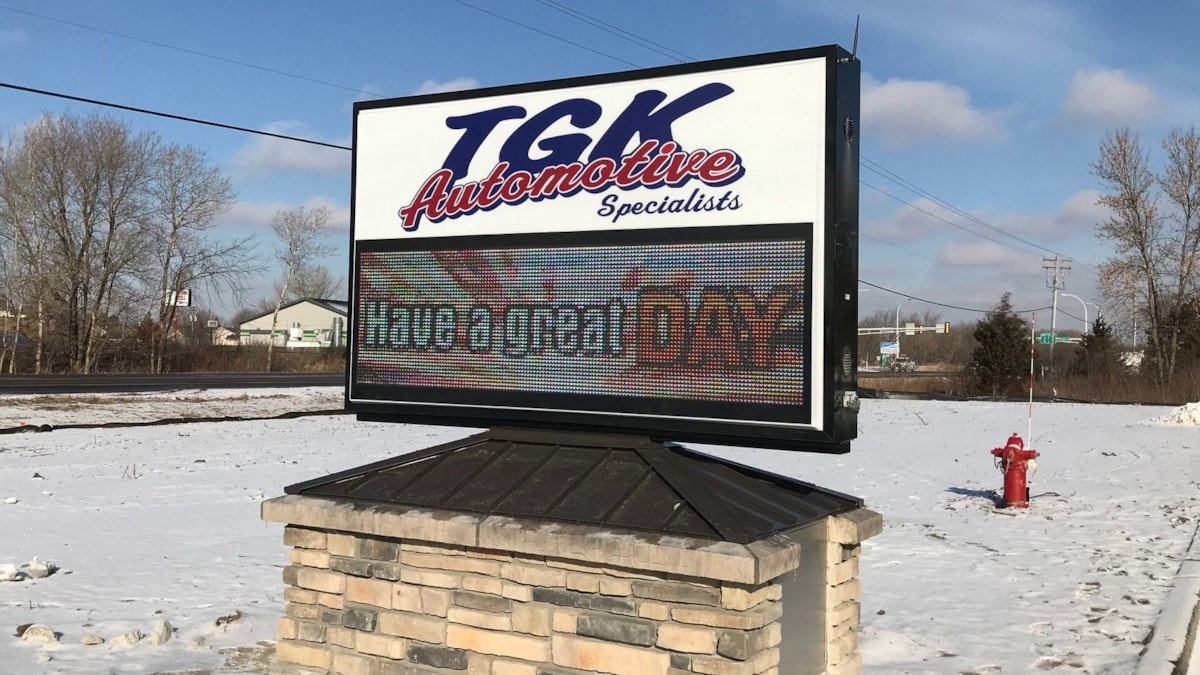 TGK
Automotive
Specialists
Have a great DAY